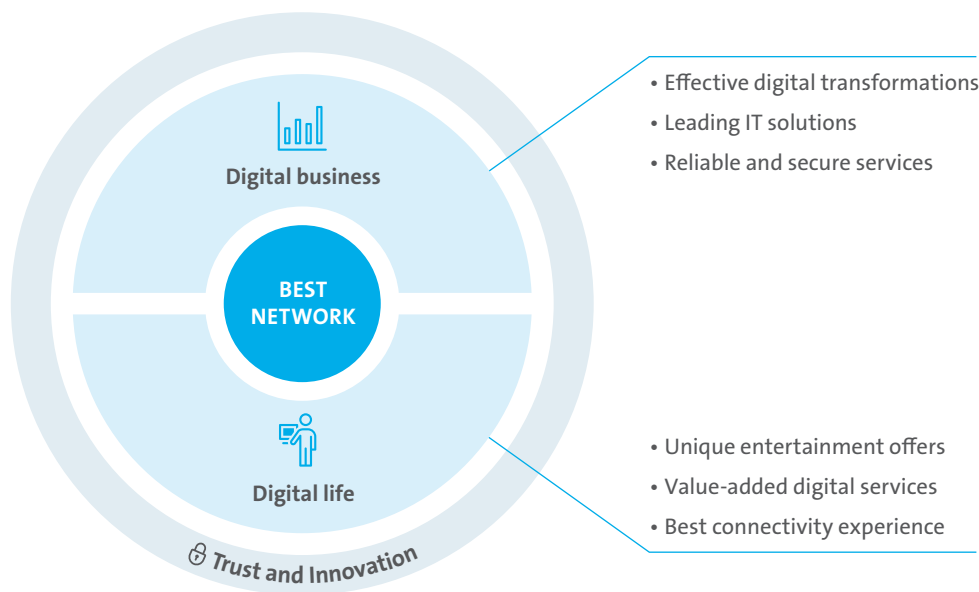 • Effective digital transformations
• Leading IT solutions
• Reliable and secure services
Digital business
BEST
NETWORK
Digital life
• Unique entertainment offers
• Value-added digital services
• Best connectivity experience
Trust and Innovation